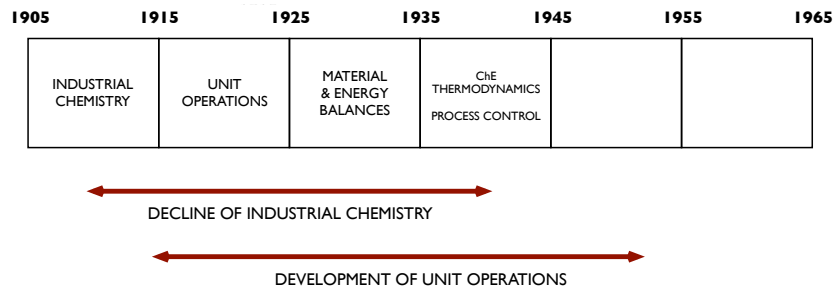 1905 1915 1925 1935 1945 1955 1965
INDUSTRIAL
CHEMISTRY
UNIT
OPERATIONS
MATERIAL
& ENERGY
BALANCES
ChE
THERMODYNAMICS
PROCESS CONTROL
DECLINE OF INDUSTRIAL CHEMISTRY
DEVELOPMENT OF UNIT OPERATIONS